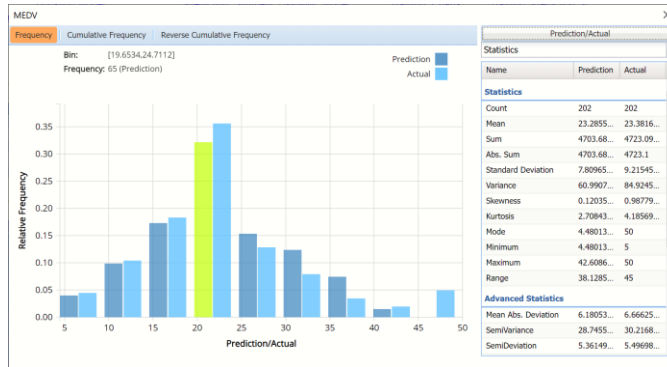 MEDV
Frequency Cumulative Frequency Reverse Cumulative Frequency
Bin: [19.6534,24.7112]
Frequency: 65 (Prediction)
Prediction
Actual
Relative Frequency
0.35
0.30
0.25
0.20
0.15
0.10
0.05
0.00
5 10 15 20 25 30 35 40 45 50
Prediction/Actual
Prediction/Actual
Statistics
Name Prediction Actual
Statistics
Count 202 202
Mean 23.2855... 23.3816...
Sum 4703.68... 4723.09...
Abs. Sum 4703.68... 4723.1
Standard Deviation 7.80965... 9.21545...
Variance 60.9907... 84.9245...
Skewness 0.12035... 0.98779...
Kurtosis 2.70843... 4.18569...
Mode 4.48013... 50
Minimum 4.48013... 5
Maximum 42.6086... 50
Range 38.1285... 45
Advanced Statistics
Mean Abs. Deviation 6.18053... 6.66625...
SemiVariance 28.7455... 30.2168...
SemiDeviation 5.36149... 5.49698...